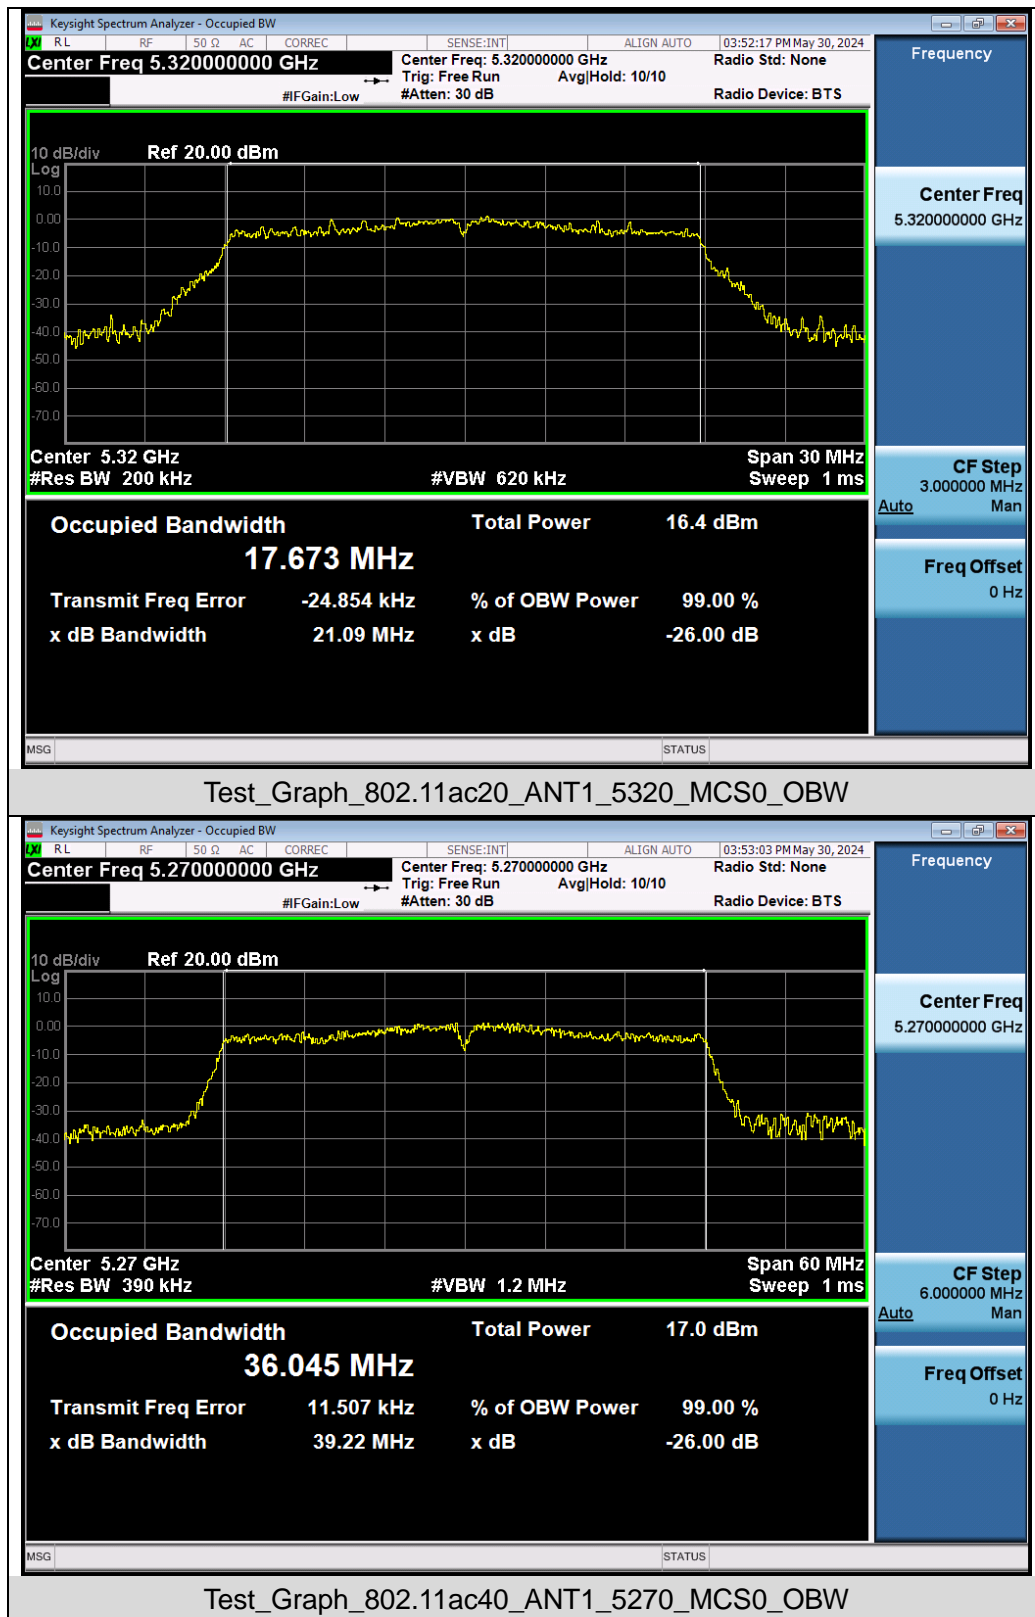 Keysight Spectrum Analyzer - Occupied BW
LXI RL RF 50 Ω AC CORREC SENSE:INT ALIGN AUTO 03:52:17 PM May 30, 2024
Center Freq 5.320000000 GHz
Center Freq: 5.320000000 GHz Radio Std: None
Trig: Free Run Avg|Hold: 10/10
#IFGain:Low #Atten: 30 dB Radio Device: BTS
Frequency
10 dB/div Ref 20.00 dBm
Log
10.0
0.00
-10.0
-20.0
-30.0
-40.0
-50.0
-60.0
-70.0
Center Freq
5.320000000 GHz
Center 5.32 GHz Span 30 MHz
#Res BW 200 kHz #VBW 620 kHz Sweep 1 ms
CF Step
3.000000 MHz
Auto Man
Occupied Bandwidth Total Power 16.4 dBm
17.673 MHz
Freq Offset
0 Hz
Transmit Freq Error -24.854 kHz % of OBW Power 99.00 %
x dB Bandwidth 21.09 MHz x dB -26.00 dB
MSG STATUS
Test_Graph_802.11ac20_ANT1_5320_MCS0_OBW
Keysight Spectrum Analyzer - Occupied BW
LXI RL RF 50 Ω AC CORREC SENSE:INT ALIGN AUTO 03:53:03 PM May 30, 2024
Center Freq 5.270000000 GHz
Center Freq: 5.270000000 GHz Radio Std: None
Trig: Free Run Avg|Hold: 10/10
#IFGain:Low #Atten: 30 dB Radio Device: BTS
Frequency
10 dB/div Ref 20.00 dBm
Log
10.0
0.00
-10.0
-20.0
-30.0
-40.0
-50.0
-60.0
-70.0
Center Freq
5.270000000 GHz
Center 5.27 GHz Span 60 MHz
#Res BW 390 kHz #VBW 1.2 MHz Sweep 1 ms
CF Step
6.000000 MHz
Auto Man
Occupied Bandwidth Total Power 17.0 dBm
36.045 MHz
Freq Offset
0 Hz
Transmit Freq Error 11.507 kHz % of OBW Power 99.00 %
x dB Bandwidth 39.22 MHz x dB -26.00 dB
MSG STATUS
Test_Graph_802.11ac40_ANT1_5270_MCS0_OBW